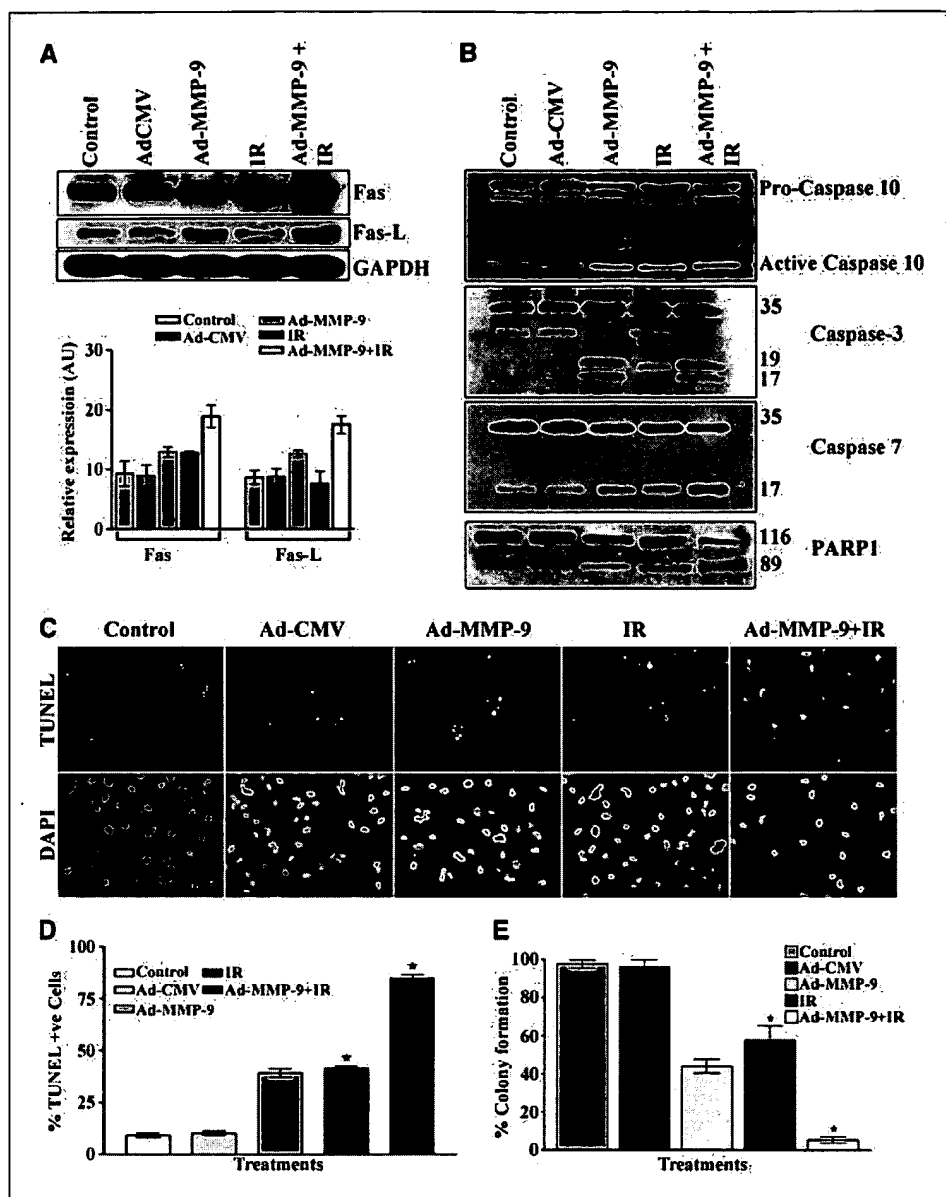 A
Control
AdCMV
Ad-MMP-9
IR
Ad-MMP-9 +
IR
Fas
Fas-L
GAPDH
Control
Ad-CMV
Ad-MMP-9
IR
Ad-MMP-9+IR
Relative expressioin (AU)
30
20
10
0
Fas
Fas-L
B
Control
Ad-CMV
Ad-MMP-9
IR
Ad-MMP-9 +
IR
Pro-Caspase 10
Active Caspase 10
35
Caspase-3
19
17
35
Caspase 7
17
116
PARP1
89
C
Control
Ad-CMV
Ad-MMP-9
IR
Ad-MMP-9+IR
TUNEL
DAPI
D
% TUNEL +ve Cells
100
75
50
25
0
Control
Ad-CMV
Ad-MMP-9
IR
Ad-MMP-9+IR
*
*
Treatments
E
% Colony formation
100
80
60
40
20
0
Control
Ad-CMV
Ad-MMP-9
IR
Ad-MMP-9+IR
*
*
Treatments